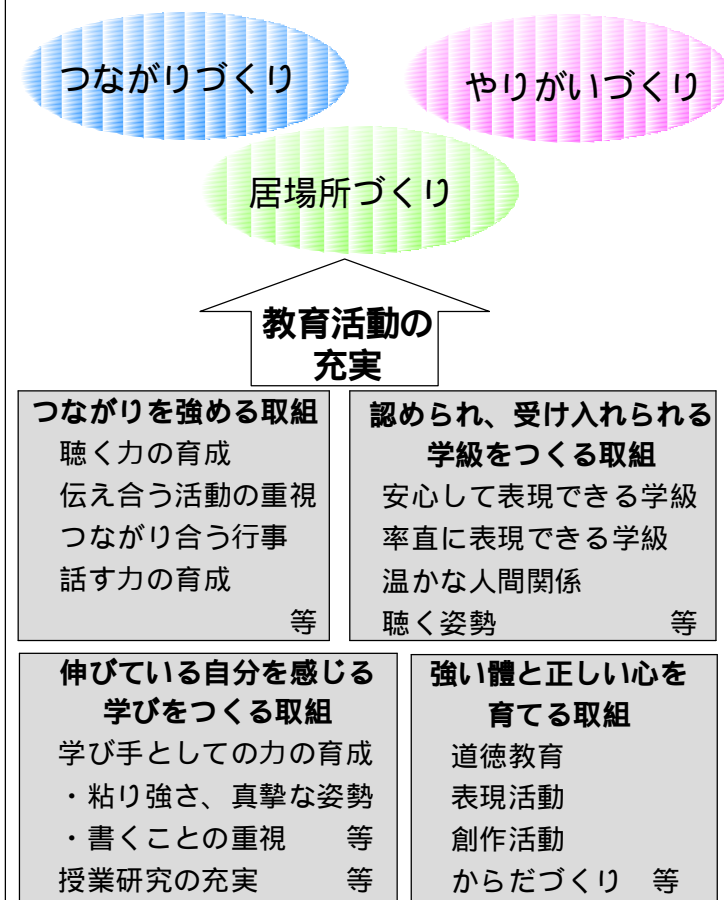 つながりづくり
やりがいづくり
居場所づくり
教育活動の
充実
つながりを強める取組
聴く力の育成
伝え合う活動の重視
つながり合う行事
話す力の育成
等
認められ、受け入れられる
学級をつくる取組
安心して表現できる学級
率直に表現できる学級
温かな人間関係
聴く姿勢 等
伸びている自分を感じる
学びをつくる取組
学び手としての力の育成
・粘り強さ、真摯な姿勢
・書くことの重視 等
授業研究の充実 等
強い體と正しい心を
育てる取組
道徳教育
表現活動
創作活動
からだづくり 等